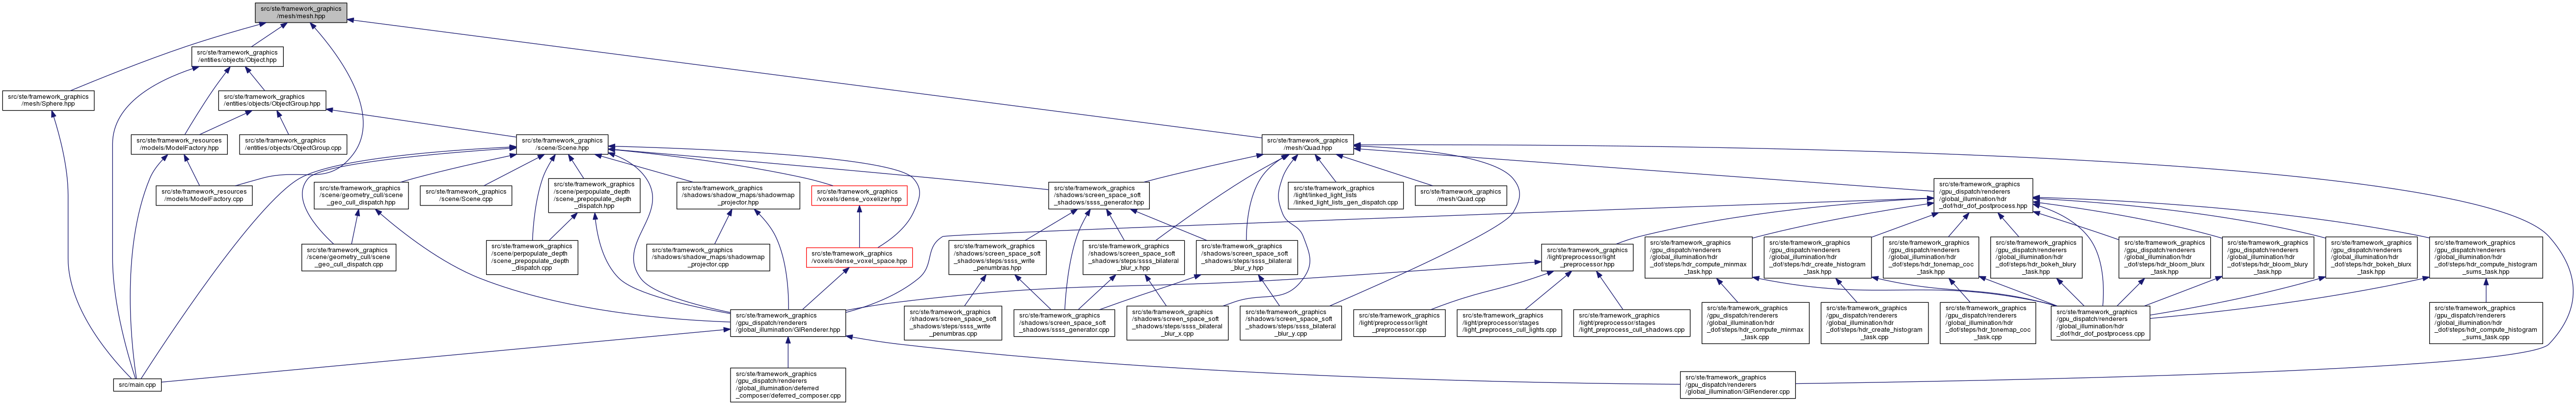 src/ste/framework_graphics
/mesh/mesh.hpp
src/ste/framework_graphics
/entities/objects/Object.hpp
src/ste/framework_graphics
/mesh/Sphere.hpp
src/ste/framework_graphics
/entities/objects/ObjectGroup.hpp
src/ste/framework_resources
/models/ModelFactory.hpp
src/ste/framework_graphics
/entities/objects/ObjectGroup.cpp
src/ste/framework_graphics
/scene/Scene.hpp
src/ste/framework_graphics
/mesh/Quad.hpp
src/ste/framework_resources
/models/ModelFactory.cpp
src/ste/framework_graphics
/scene/geometry_cull/scene
_geo_cull_dispatch.hpp
src/ste/framework_graphics
/scene/Scene.cpp
src/ste/framework_graphics
/scene/perpopulate_depth
/scene_prepopulate_depth
_dispatch.hpp
src/ste/framework_graphics
/shadows/shadow_maps/shadowmap
_projector.hpp
src/ste/framework_graphics
/voxels/dense_voxelizer.hpp
src/ste/framework_graphics
/shadows/screen_space_soft
_shadows/ssss_generator.hpp
src/ste/framework_graphics
/light/linked_light_lists
/linked_light_lists_gen_dispatch.cpp
src/ste/framework_graphics
/mesh/Quad.cpp
src/ste/framework_graphics
/gpu_dispatch/renderers
/global_illumination/hdr
_dof/hdr_dof_postprocess.hpp
src/ste/framework_graphics
/scene/geometry_cull/scene
_geo_cull_dispatch.cpp
src/ste/framework_graphics
/scene/perpopulate_depth
/scene_prepopulate_depth
_dispatch.cpp
src/ste/framework_graphics
/shadows/shadow_maps/shadowmap
_projector.cpp
src/ste/framework_graphics
/voxels/dense_voxel_space.hpp
src/ste/framework_graphics
/shadows/screen_space_soft
_shadows/steps/ssss_write
_penumbras.hpp
src/ste/framework_graphics
/shadows/screen_space_soft
_shadows/steps/ssss_bilateral
_blur_x.hpp
src/ste/framework_graphics
/shadows/screen_space_soft
_shadows/steps/ssss_bilateral
_blur_y.hpp
src/ste/framework_graphics
/light/preprocessor/light
_preprocessor.hpp
src/ste/framework_graphics
/gpu_dispatch/renderers
/global_illumination/hdr
_dof/steps/hdr_compute_minmax
_task.hpp
src/ste/framework_graphics
/gpu_dispatch/renderers
/global_illumination/hdr
_dof/steps/hdr_create_histogram
_task.hpp
src/ste/framework_graphics
/gpu_dispatch/renderers
/global_illumination/hdr
_dof/steps/hdr_tonemap_coc
_task.hpp
src/ste/framework_graphics
/gpu_dispatch/renderers
/global_illumination/hdr
_dof/steps/hdr_bokeh_blury
_task.hpp
src/ste/framework_graphics
/gpu_dispatch/renderers
/global_illumination/hdr
_dof/steps/hdr_bloom_blurx
_task.hpp
src/ste/framework_graphics
/gpu_dispatch/renderers
/global_illumination/hdr
_dof/steps/hdr_bloom_blury
_task.hpp
src/ste/framework_graphics
/gpu_dispatch/renderers
/global_illumination/hdr
_dof/steps/hdr_bokeh_blurx
_task.hpp
src/ste/framework_graphics
/gpu_dispatch/renderers
/global_illumination/hdr
_dof/steps/hdr_compute_histogram
_sums_task.hpp
src/ste/framework_graphics
/gpu_dispatch/renderers
/global_illumination/GIRenderer.hpp
src/ste/framework_graphics
/shadows/screen_space_soft
_shadows/steps/ssss_write
_penumbras.cpp
src/ste/framework_graphics
/shadows/screen_space_soft
_shadows/ssss_generator.cpp
src/ste/framework_graphics
/shadows/screen_space_soft
_shadows/steps/ssss_bilateral
_blur_x.cpp
src/ste/framework_graphics
/shadows/screen_space_soft
_shadows/steps/ssss_bilateral
_blur_y.cpp
src/ste/framework_graphics
/light/preprocessor/light
_preprocessor.cpp
src/ste/framework_graphics
/light/preprocessor/stages
/light_preprocess_cull_lights.cpp
src/ste/framework_graphics
/light/preprocessor/stages
/light_preprocess_cull_shadows.cpp
src/ste/framework_graphics
/gpu_dispatch/renderers
/global_illumination/hdr
_dof/steps/hdr_compute_minmax
_task.cpp
src/ste/framework_graphics
/gpu_dispatch/renderers
/global_illumination/hdr
_dof/steps/hdr_create_histogram
_task.cpp
src/ste/framework_graphics
/gpu_dispatch/renderers
/global_illumination/hdr
_dof/steps/hdr_tonemap_coc
_task.cpp
src/ste/framework_graphics
/gpu_dispatch/renderers
/global_illumination/hdr
_dof/hdr_dof_postprocess.cpp
src/ste/framework_graphics
/gpu_dispatch/renderers
/global_illumination/hdr
_dof/steps/hdr_compute_histogram
_sums_task.cpp
src/main.cpp
src/ste/framework_graphics
/gpu_dispatch/renderers
/global_illumination/deferred
_composer/deferred_composer.cpp
src/ste/framework_graphics
/gpu_dispatch/renderers
/global_illumination/GIRenderer.cpp